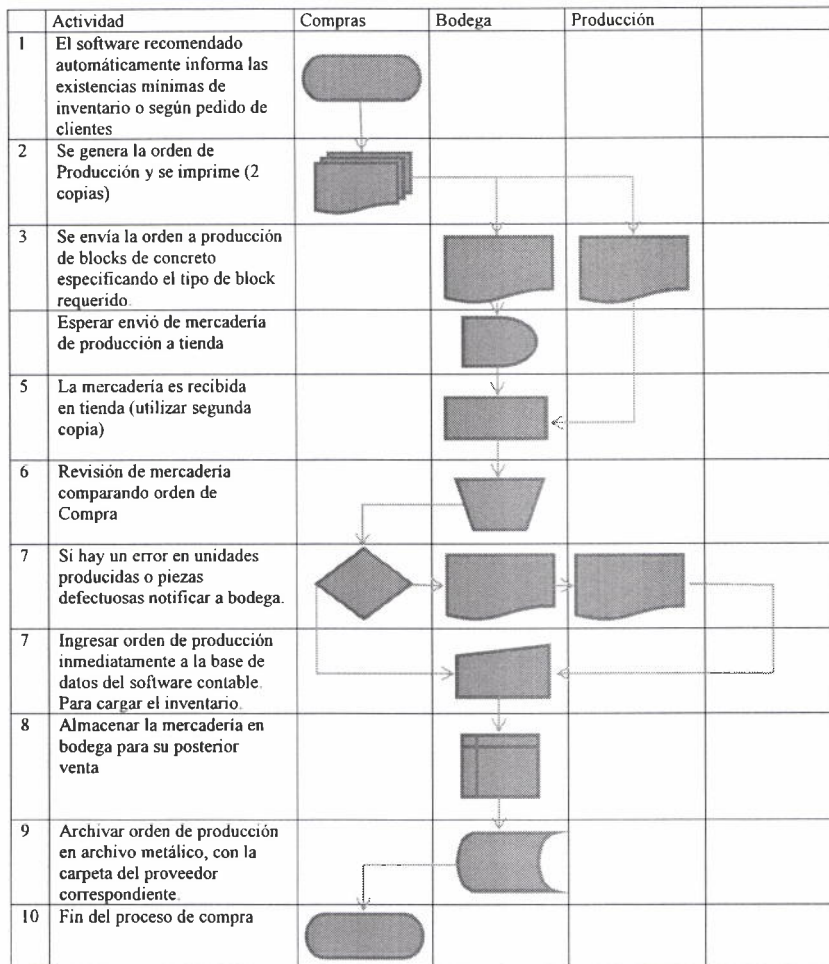 Actividad Compras Bodega Producción
1 El software recomendado
automáticamente informa las
existencias mínimas de
inventario o según pedido de
clientes
2 Se genera la orden de
Producción y se imprime (2
copias)
3 Se envía la orden a producción
de blocks de concreto
especificando el tipo de block
requerido.
Esperar envió de mercadería
de producción a tienda
5 La mercadería es recibida
en tienda (utilizar segunda
copia)
6 Revisión de mercadería
comparando orden de
Compra
7 Si hay un error en unidades
producidas o piezas
defectuosas notificar a bodega.
7 Ingresar orden de producción
inmediatamente a la base de
datos del software contable.
Para cargar el inventario.
8 Almacenar la mercadería en
bodega para su posterior
venta
9 Archivar orden de producción
en archivo metálico, con la
carpeta del proveedor
correspondiente.
10 Fin del proceso de compra